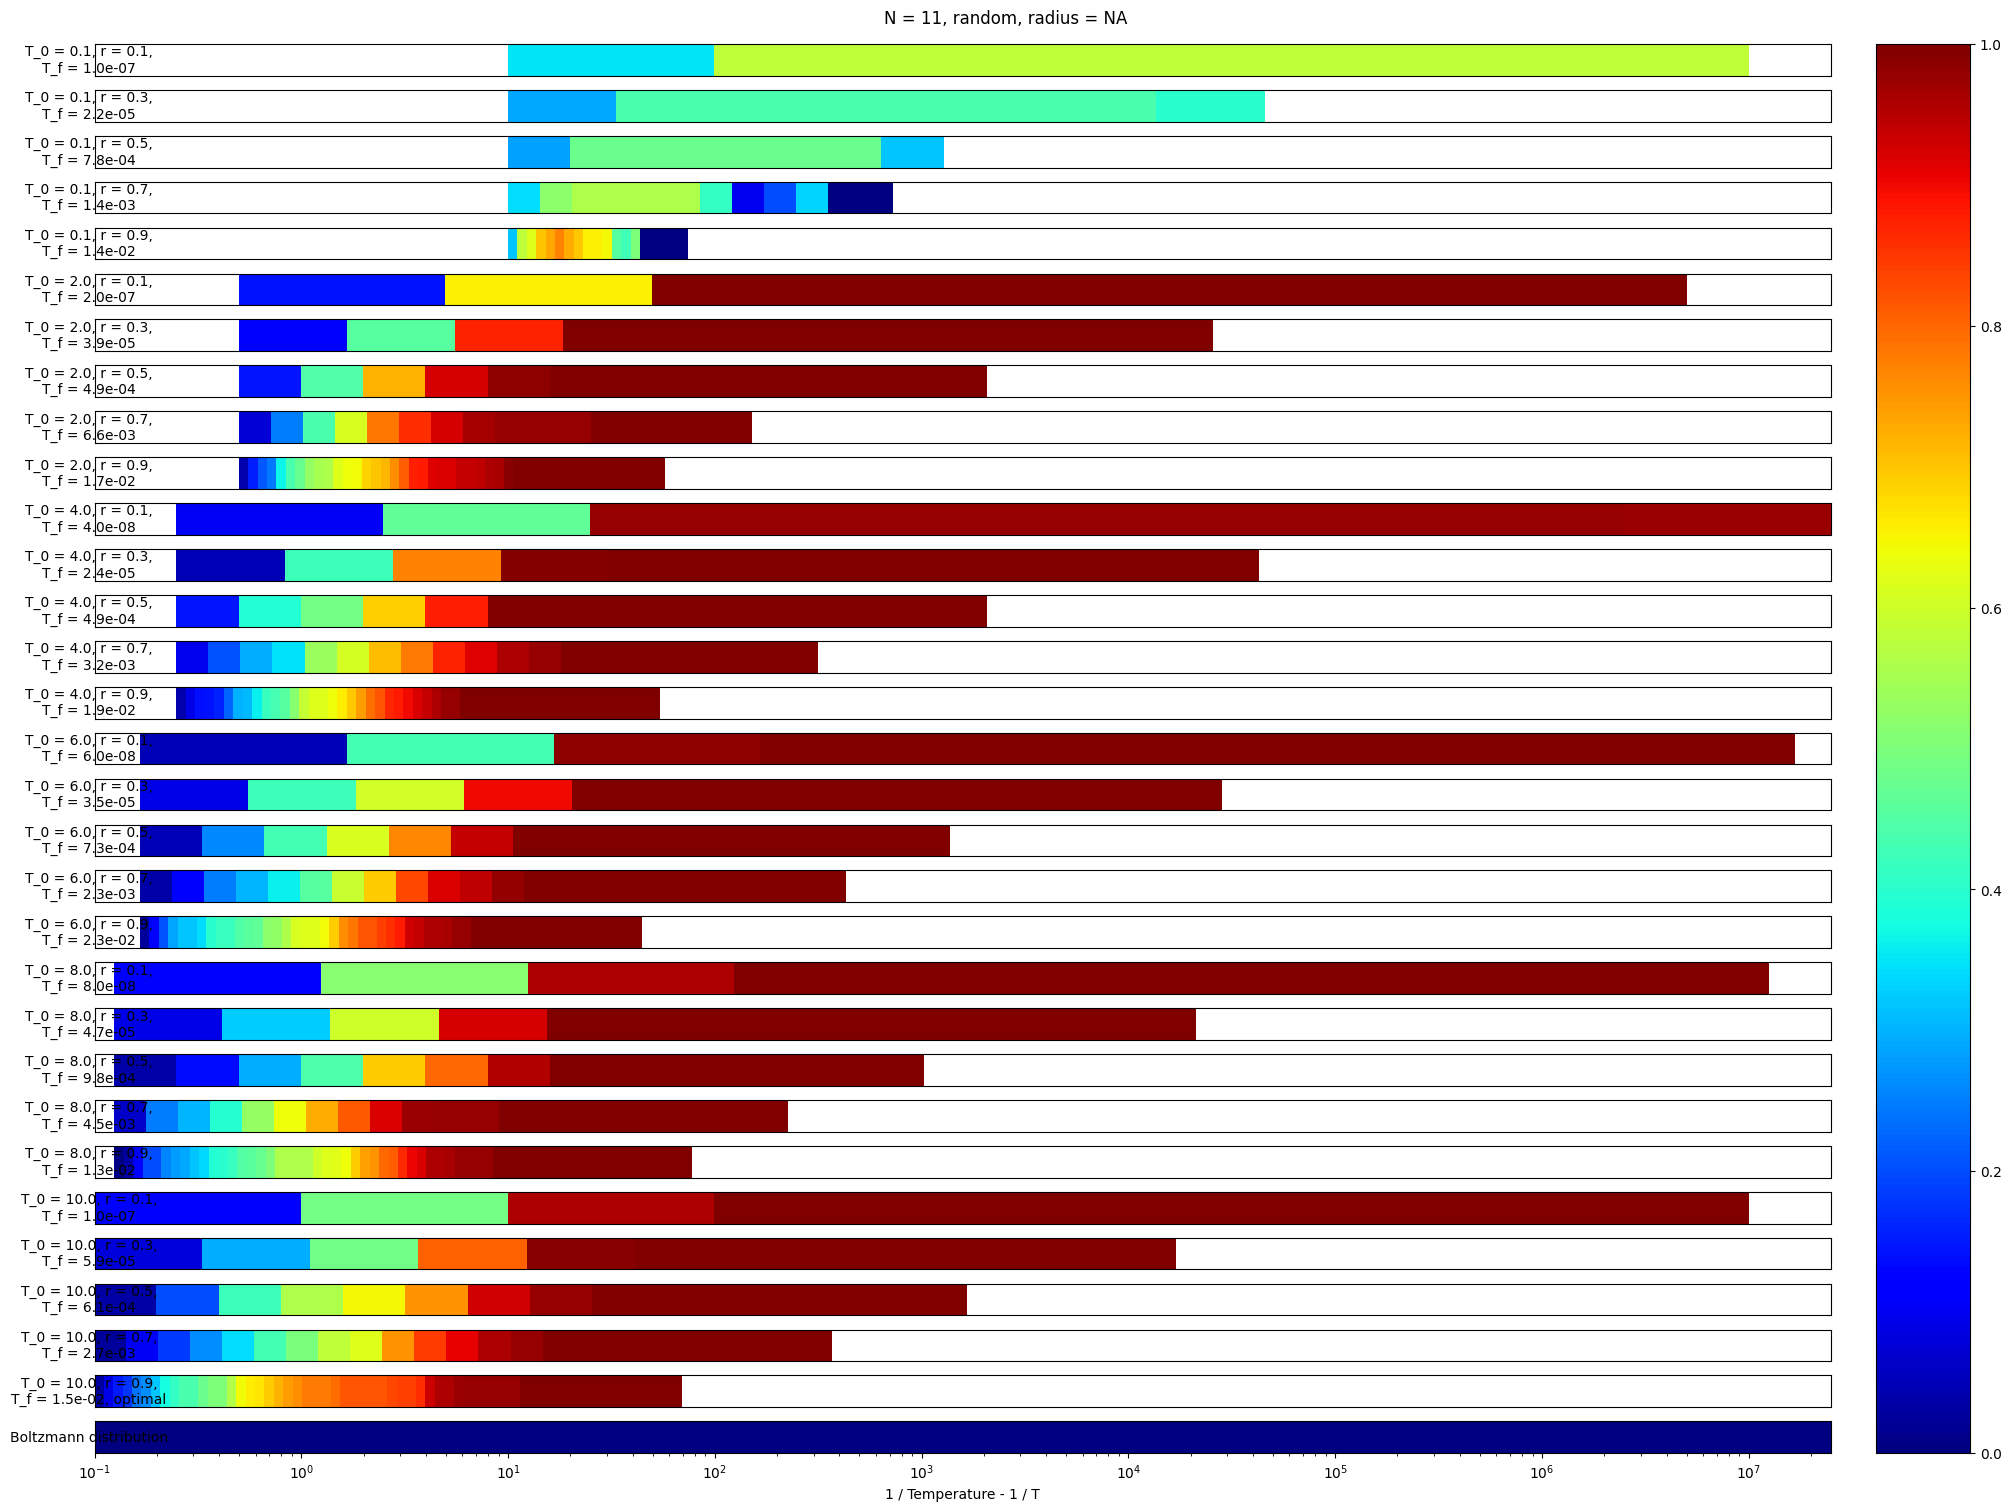 N = 11, random, radius = NA
T_0 = 0.1, r = 0.1,
T_f = 1.0e-07
T_0 = 0.1, r = 0.3,
T_f = 2.2e-05
T_0 = 0.1, r = 0.5,
T_f = 7.8e-04
T_0 = 0.1, r = 0.7,
T_f = 1.4e-03
T_0 = 0.1, r = 0.9,
T_f = 1.4e-02
T_0 = 2.0, r = 0.1,
T_f = 2.0e-07
T_0 = 2.0, r = 0.3,
T_f = 3.9e-05
T_0 = 2.0, r = 0.5,
T_f = 4.9e-04
T_0 = 2.0, r = 0.7,
T_f = 6.6e-03
T_0 = 2.0, r = 0.9,
T_f = 1.7e-02
T_0 = 4.0, r = 0.1,
T_f = 4.0e-08
T_0 = 4.0, r = 0.3,
T_f = 2.4e-05
T_0 = 4.0, r = 0.5,
T_f = 4.9e-04
T_0 = 4.0, r = 0.7,
T_f = 3.2e-03
T_0 = 4.0, r = 0.9,
T_f = 1.9e-02
T_0 = 6.0, r = 0.1,
T_f = 6.0e-08
T_0 = 6.0, r = 0.3,
T_f = 3.5e-05
T_0 = 6.0, r = 0.5,
T_f = 7.3e-04
T_0 = 6.0, r = 0.7,
T_f = 2.3e-03
T_0 = 6.0, r = 0.9,
T_f = 2.3e-02
T_0 = 8.0, r = 0.1,
T_f = 8.0e-08
T_0 = 8.0, r = 0.3,
T_f = 4.7e-05
T_0 = 8.0, r = 0.5,
T_f = 9.8e-04
T_0 = 8.0, r = 0.7,
T_f = 4.5e-03
T_0 = 8.0, r = 0.9,
T_f = 1.3e-02
T_0 = 10.0, r = 0.1,
T_f = 1.0e-07
T_0 = 10.0, r = 0.3,
T_f = 5.9e-05
T_0 = 10.0, r = 0.5,
T_f = 6.1e-04
T_0 = 10.0, r = 0.7,
T_f = 2.7e-03
T_0 = 10.0, r = 0.9,
T_f = 1.5e-02, optimal
Boltzmann distribution
10⁻¹ 10⁰ 10¹ 10² 10³ 10⁴ 10⁵ 10⁶ 10⁷
1 / Temperature - 1 / T
1.0
0.8
0.6
0.4
0.2
0.0